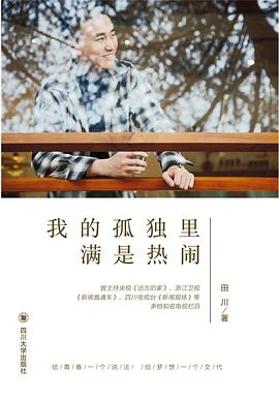 我的孤独里
满是热闹
曾主持央视《远方的家》、浙江卫视
《新闻直通车》、四川电视台《新闻现场》等
多档知名电视栏目
田川/著
四川大学出版社
给青春一个说法/给梦想一个交代